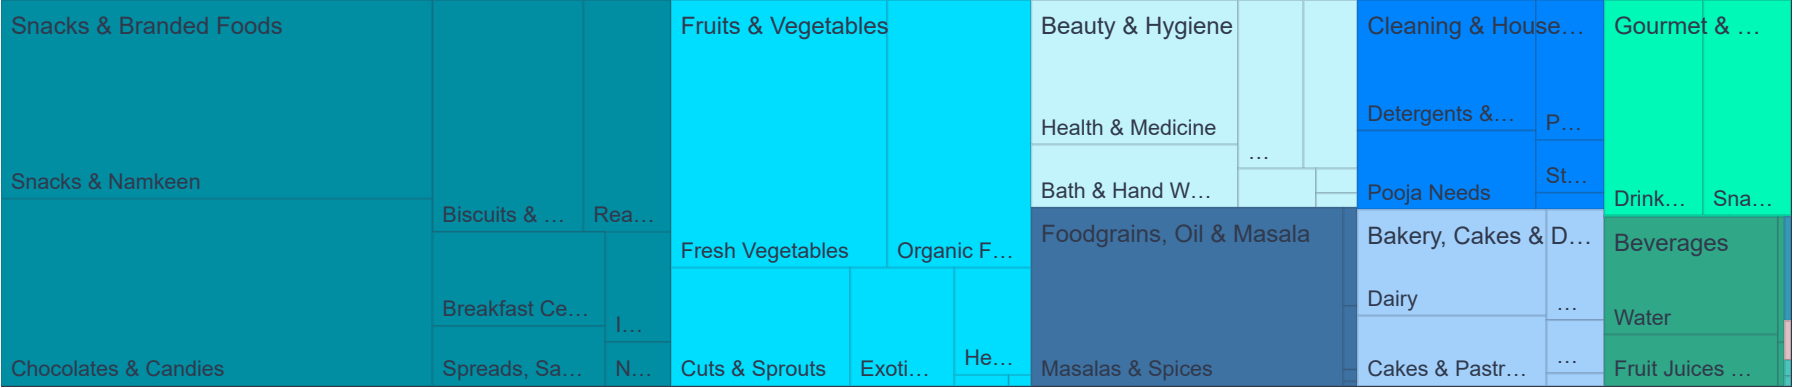 Snacks & Branded Foods
Snacks & Namkeen
Chocolates & Candies
Biscuits & ...
Rea...
Breakfast Ce...
I...
Spreads, Sa...
N...
Fruits & Vegetables
Fresh Vegetables
Organic F...
Cuts & Sprouts
Exoti...
He...
Beauty & Hygiene
Health & Medicine
...
Bath & Hand W...
Foodgrains, Oil & Masala
Masalas & Spices
Cleaning & House...
Detergents &...
P...
Pooja Needs
St...
Bakery, Cakes & D...
Dairy
...
Cakes & Pastr...
...
Gourmet & ...
Drink...
Sna...
Beverages
Water
Fruit Juices ...